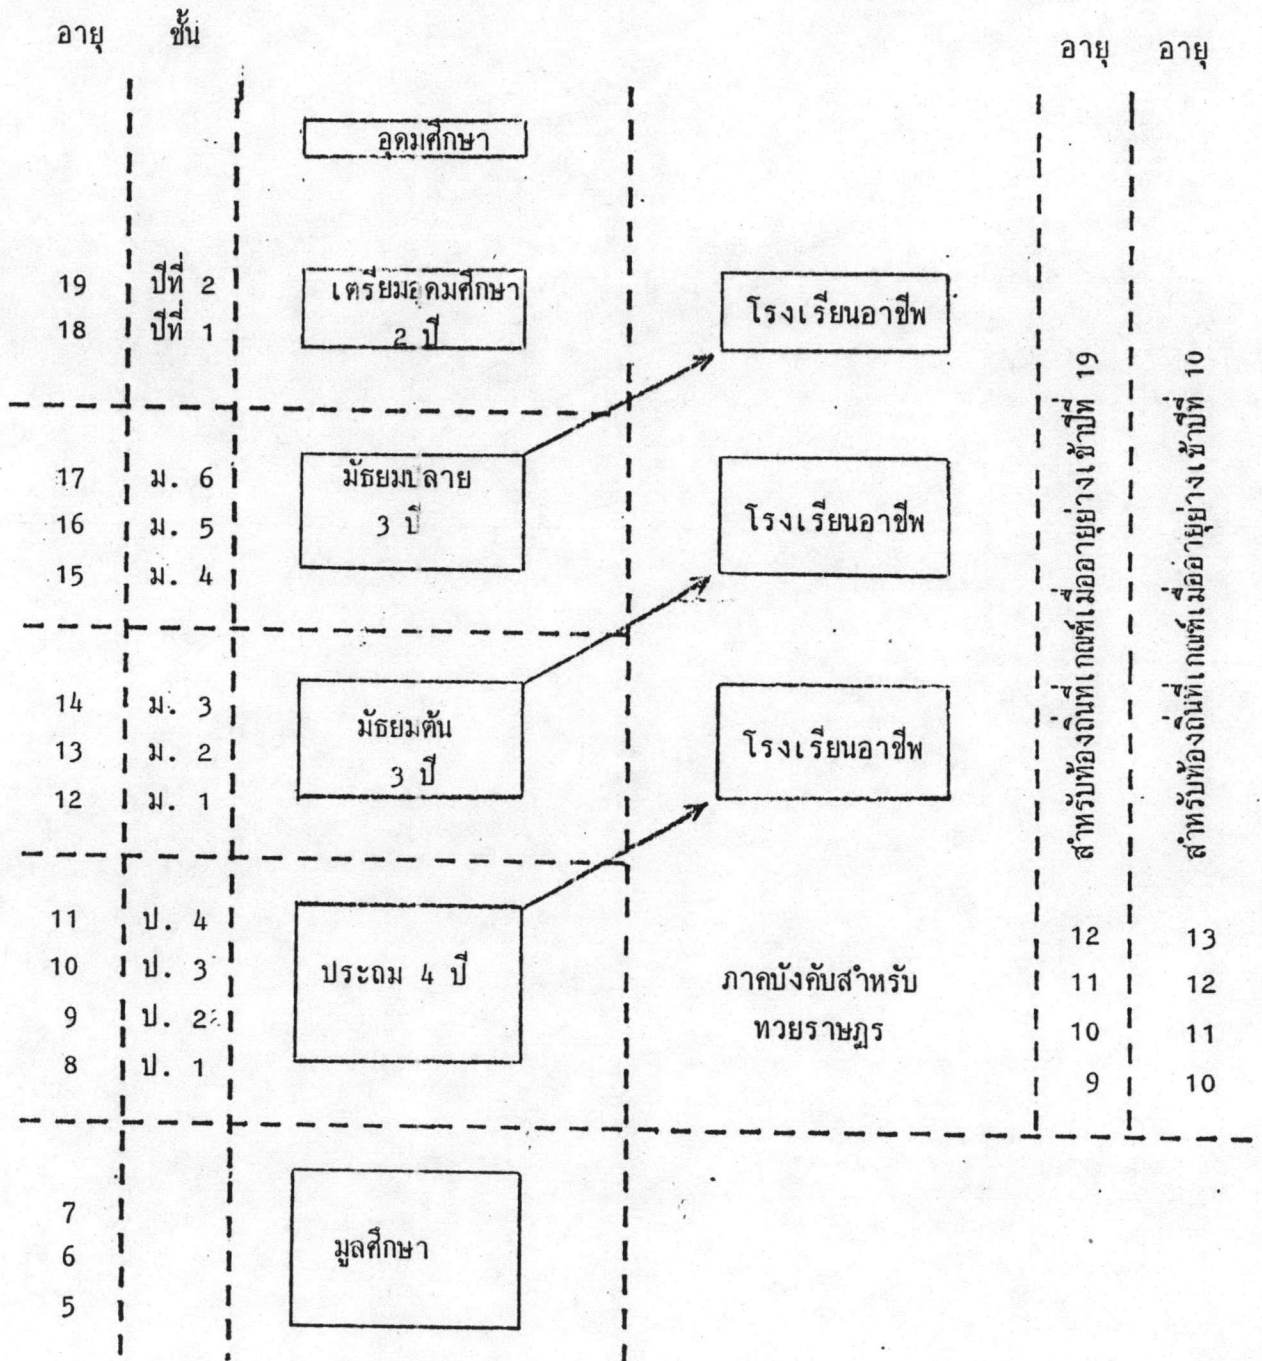 อายุ ชั้น อายุ อายุ
อุดมศึกษา
19 ปีที่ 2 เตรียมอุดมศึกษา
โรงเรียนอาชีพ
18 ปีที่ 1 2 ปี
17 ม. 6 มัธยมปลาย
16 ม. 5 3 ปี โรงเรียนอาชีพ
15 ม. 4
14 ม. 3
มัธยมต้น
13 ม. 2 โรงเรียนอาชีพ
3 ปี
12 ม. 1
สำหรับท้องถิ่นที่เกณฑ์เมื่ออายุย่างเข้าปีที่ 19
สำหรับท้องถิ่นที่เกณฑ์เมื่ออายุย่างเข้าปีที่ 10
11 ป. 4 12 13
10 ป. 3 ประถม 4 ปี ภาคบังคับสำหรับ 11 12
9 ป. 2 ทวยราษฎร 10 11
8 ป. 1 9 10
7
6 มูลศึกษา
5